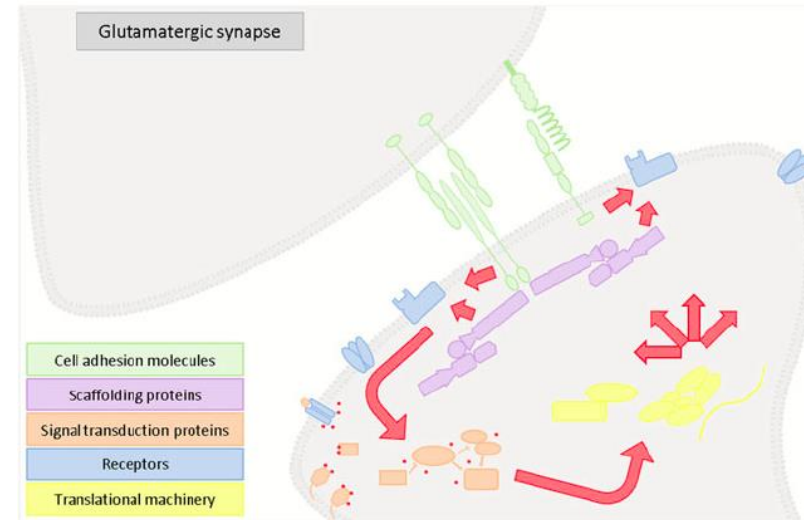 Glutamatergic synapse
Cell adhesion molecules
Scaffolding proteins
Signal transduction proteins
Receptors
Translational machinery